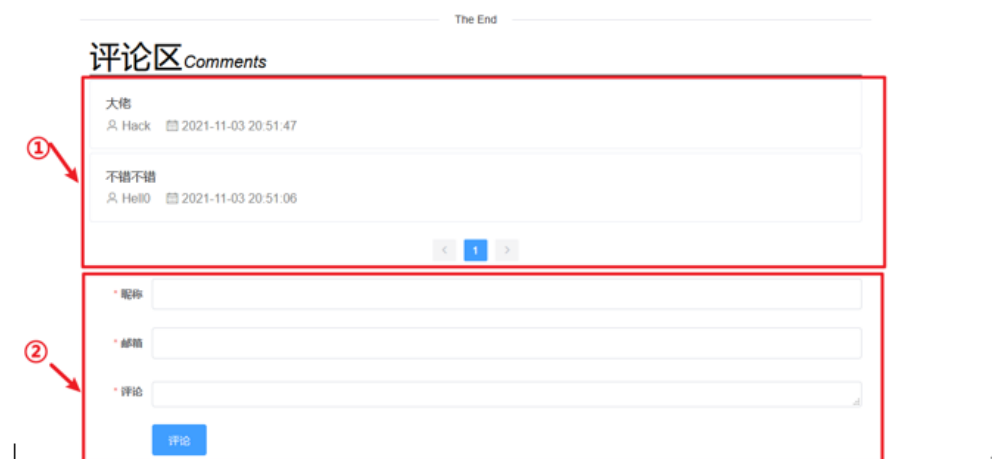 The End
评论区Comments
大佬
Hack 2021-11-03 20:51:47
①
不错不错
Hell0 2021-11-03 20:51:06
< 1 >
* 昵称
* 邮箱
②
* 评论
评论